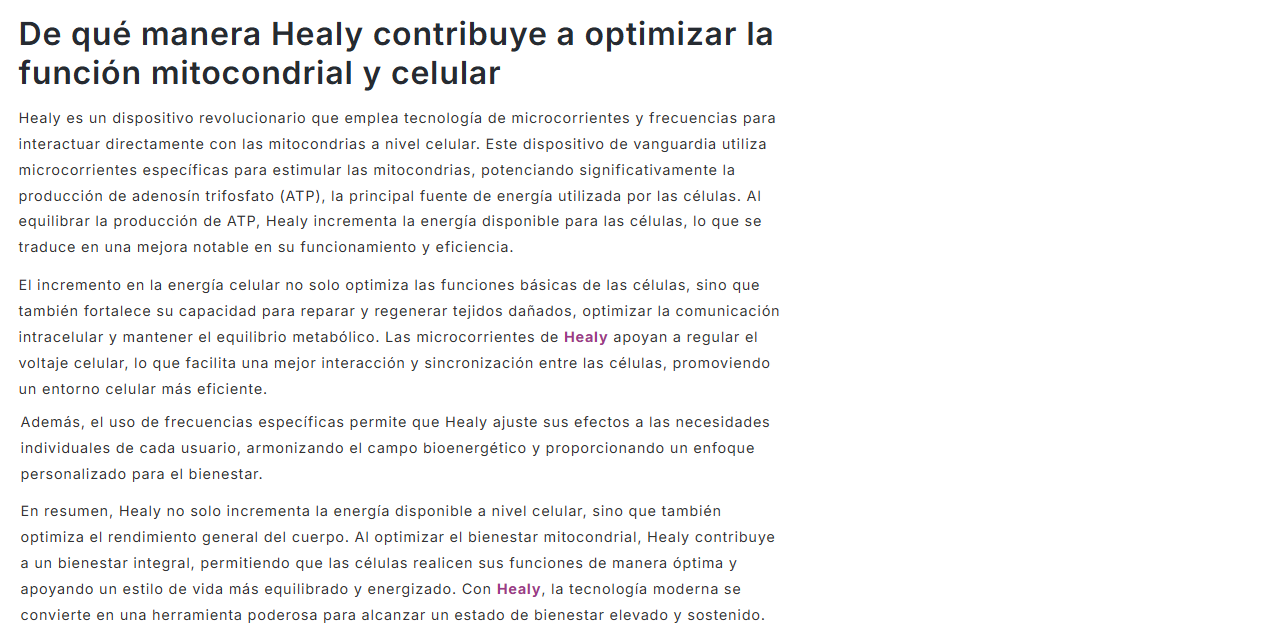 De qué manera Healy contribuye a optimizar la
función mitocondrial y celular
Healy es un dispositivo revolucionario que emplea tecnología de microcorrientes y frecuencias para
interactuar directamente con las mitocondrias a nivel celular. Este dispositivo de vanguardia utiliza
microcorrientes específicas para estimular las mitocondrias, potenciando significativamente la
producción de adenosín trifosfato (ATP), la principal fuente de energía utilizada por las células. Al
equilibrar la producción de ATP, Healy incrementa la energía disponible para las células, lo que se
traduce en una mejora notable en su funcionamiento y eficiencia.
El incremento en la energía celular no solo optimiza las funciones básicas de las células, sino que
también fortalece su capacidad para reparar y regenerar tejidos dañados, optimizar la comunicación
intracelular y mantener el equilibrio metabólico. Las microcorrientes de Healy apoyan a regular el
voltaje celular, lo que facilita una mejor interacción y sincronización entre las células, promoviendo
un entorno celular más eficiente.
Además, el uso de frecuencias específicas permite que Healy ajuste sus efectos a las necesidades
individuales de cada usuario, armonizando el campo bioenergético y proporcionando un enfoque
personalizado para el bienestar.
En resumen, Healy no solo incrementa la energía disponible a nivel celular, sino que también
optimiza el rendimiento general del cuerpo. Al optimizar el bienestar mitocondrial, Healy contribuye
a un bienestar integral, permitiendo que las células realicen sus funciones de manera óptima y
apoyando un estilo de vida más equilibrado y energizado. Con Healy, la tecnología moderna se
convierte en una herramienta poderosa para alcanzar un estado de bienestar elevado y sostenido.